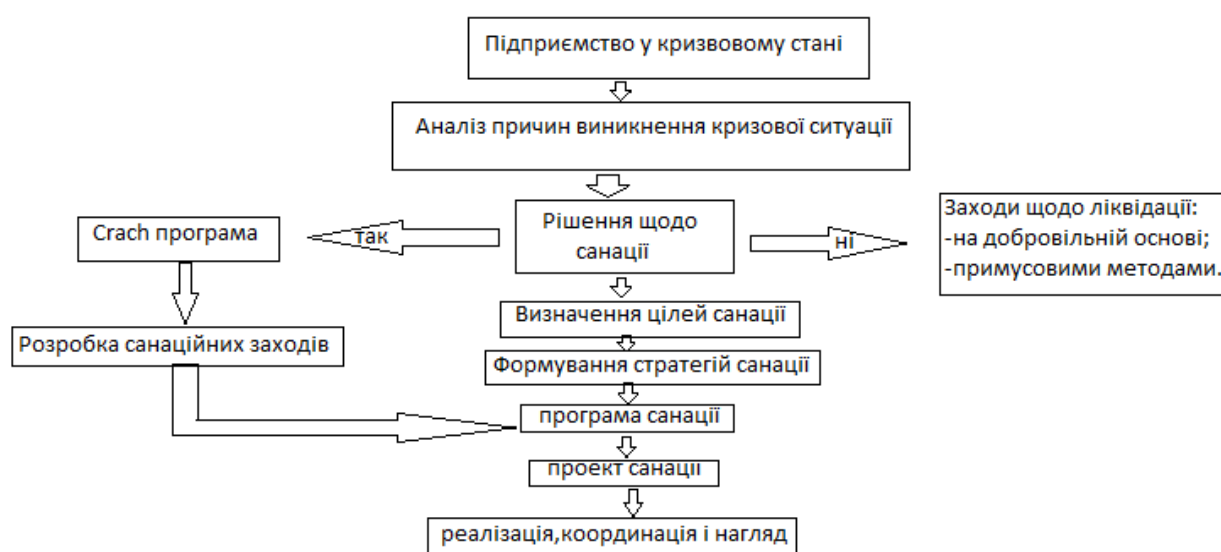 Підприємство у кризвовому стані
Аналіз причин виникнення кризової ситуації
Crach програма
так
Рішення щодо
санації
ні
Заходи щодо ліквідації:
-на добровільній основі;
-примусовими методами.
Визначення цілей санації
Розробка санаційних заходів
Формування стратегій санації
програма санації
проект санації
реалізація,координація і нагляд